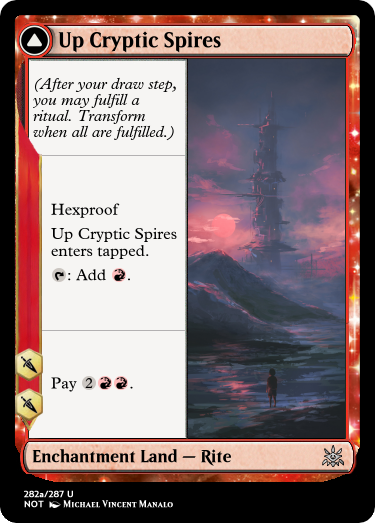 Up Cryptic Spires
(After your draw step,
you may fulfill a
ritual. Transform
when all are fulfilled.)
Hexproof
Up Cryptic Spires
enters tapped.
: Add .
Pay 2.
Enchantment Land — Rite
282a/287 U
NOT Michael Vincent Manalo